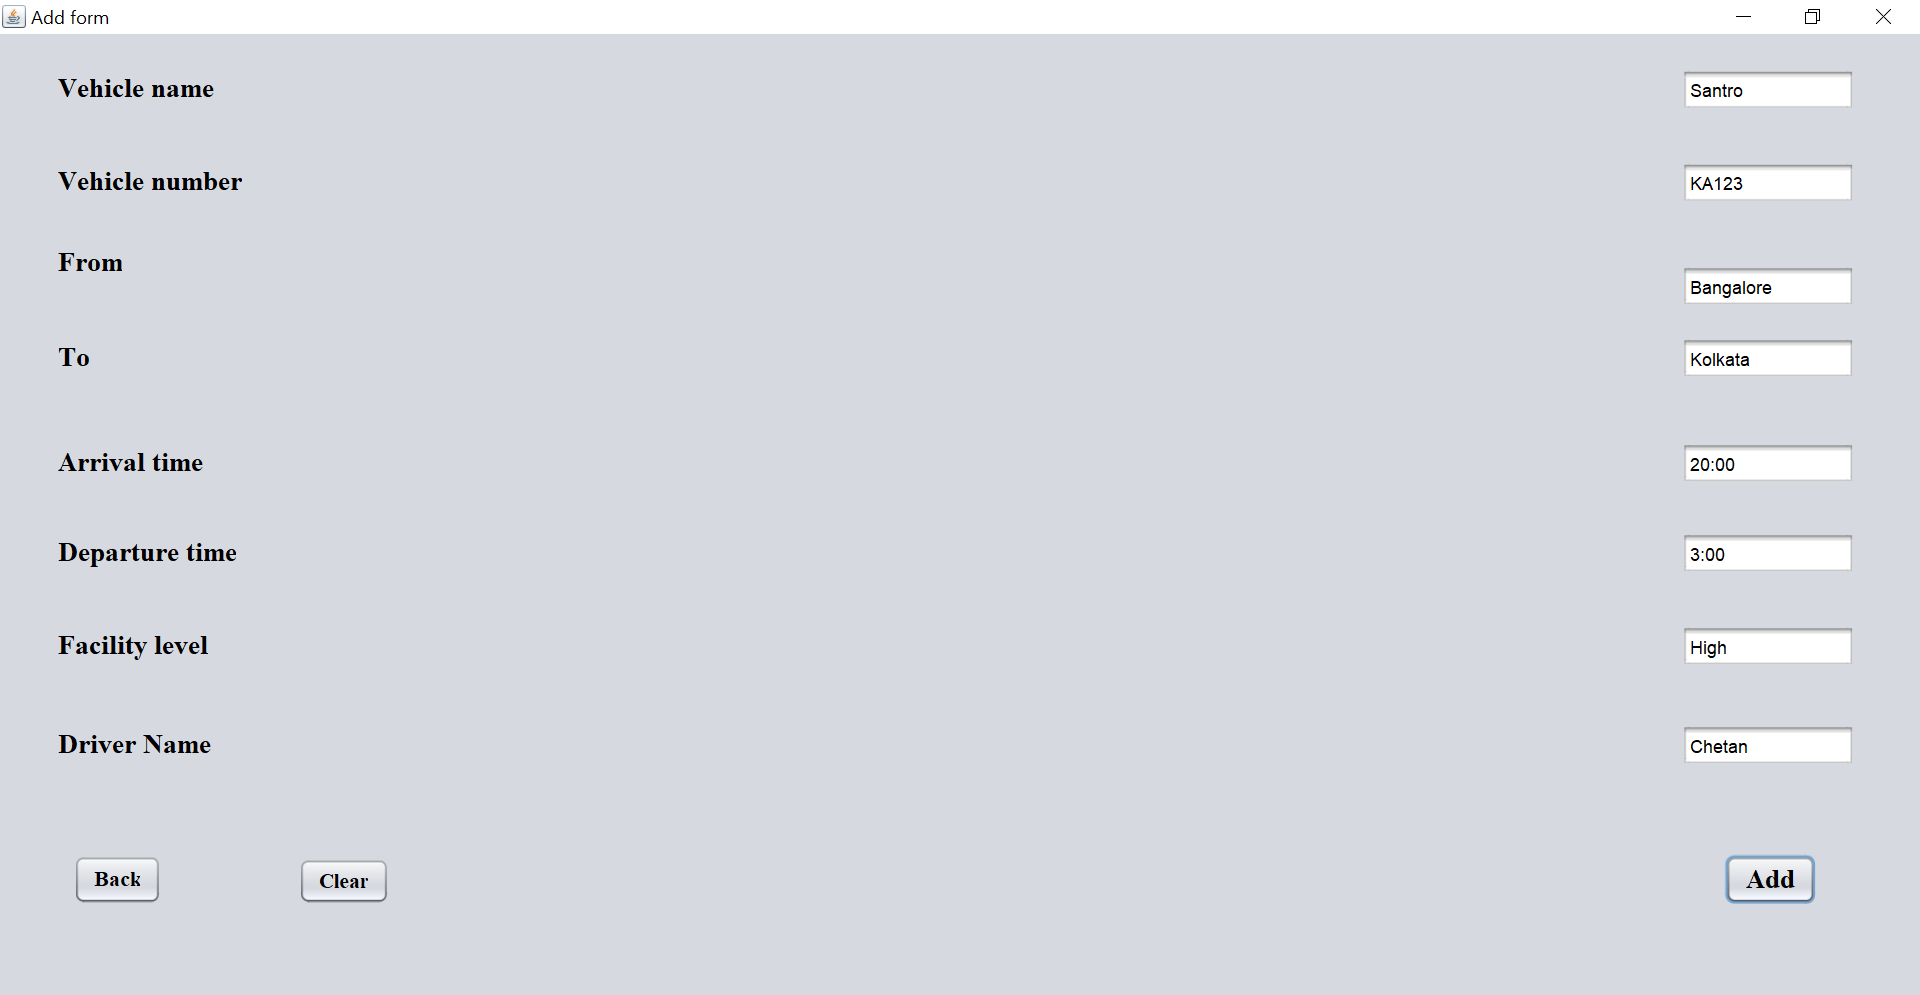 Add form
Vehicle name
Santro
Vehicle number
KA123
From
Bangalore
To
Kolkata
Arrival time
20:00
Departure time
3:00
Facility level
High
Driver Name
Chetan
Back
Clear
Add